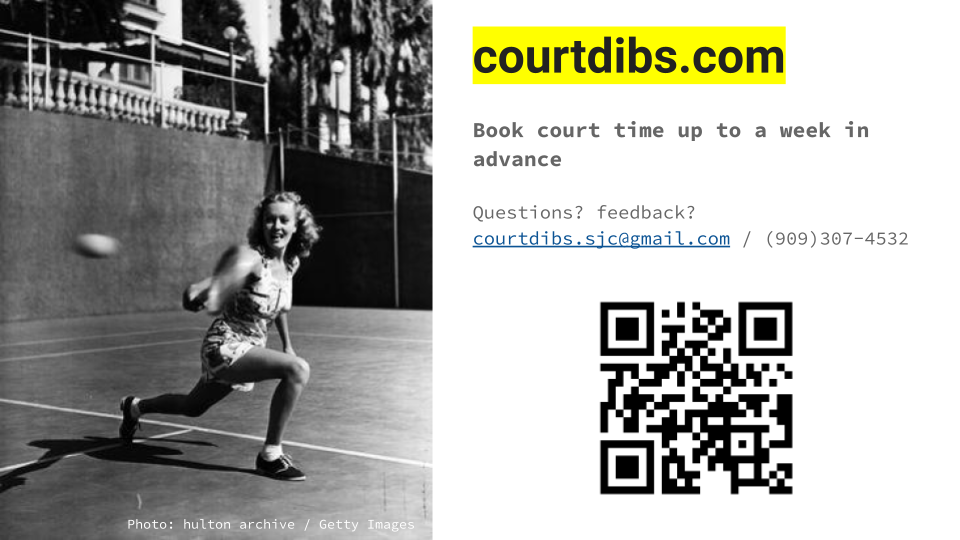 courtdibs.com
Book court time up to a week in
advance
Questions? feedback?
courtdibs.sjc@gmail.com / (909)307-4532
Photo: hulton archive / Getty Images